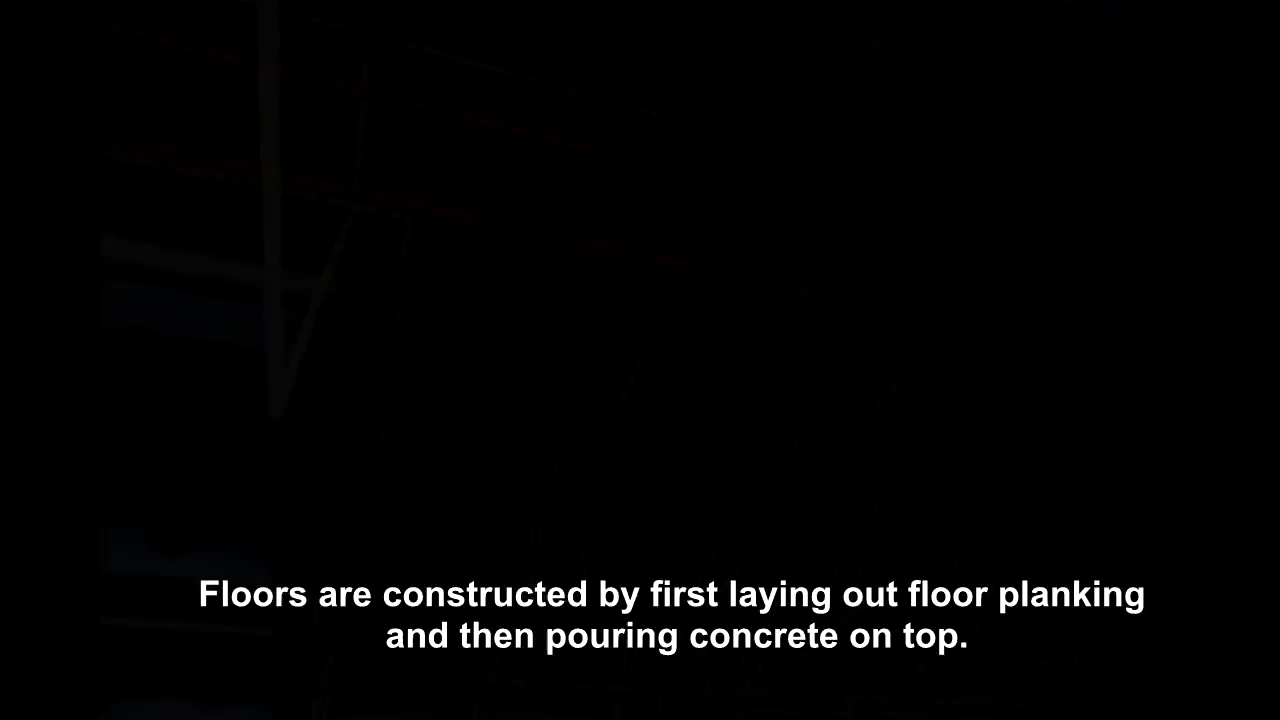 Floors are constructed by first laying out floor planking
and then pouring concrete on top.